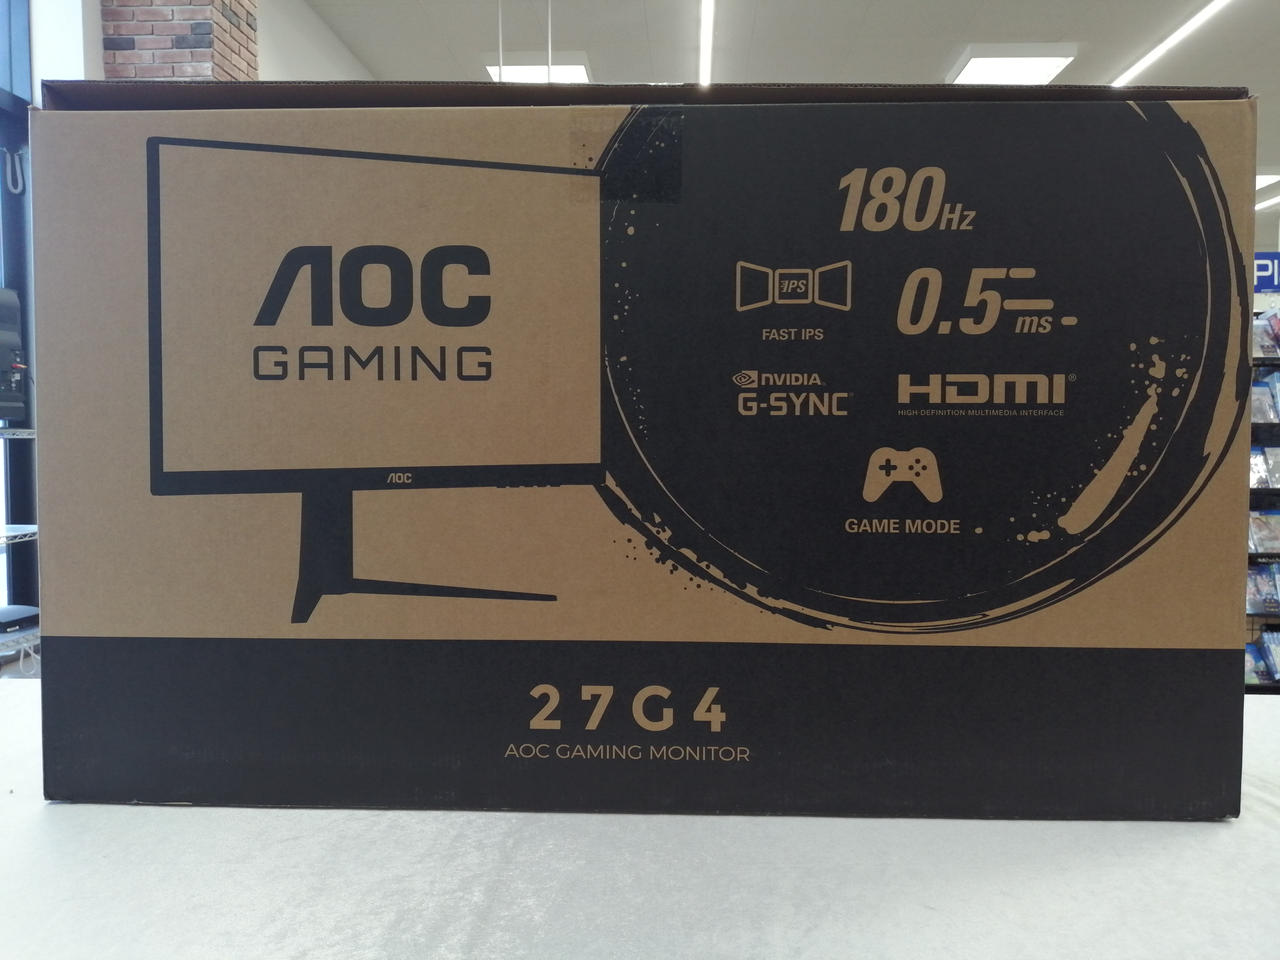 AOC
GAMING
AOC
180Hz
IPS
FAST IPS
0.5ms
NVIDIA
G-SYNC
HDMI®
HIGH-DEFINITION MULTIMEDIA INTERFACE
GAME MODE
27G4
AOC GAMING MONITOR